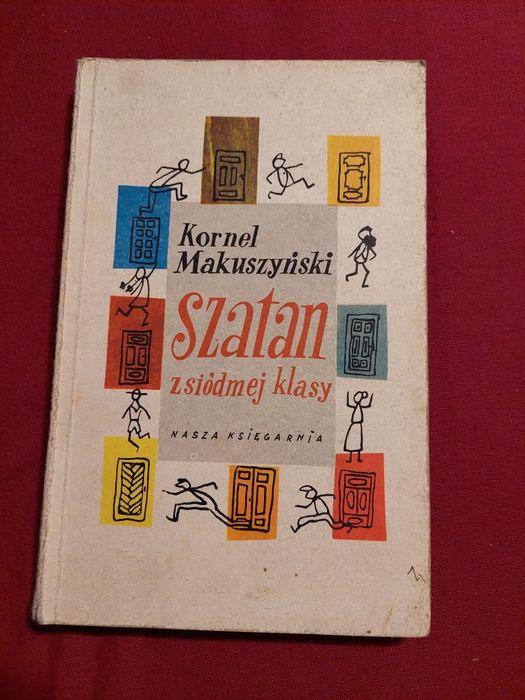 Kornel
Makuszyński
Szatan
z siódmej klasy
NASZA KSIĘGARNIA